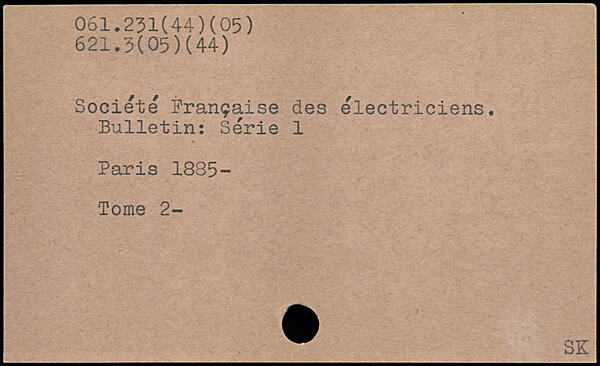 061.231(44)(05)
621.3(05)(44)
Société Française des électriciens.
Bulletin: Série 1
Paris 1885-
Tome 2-
SK